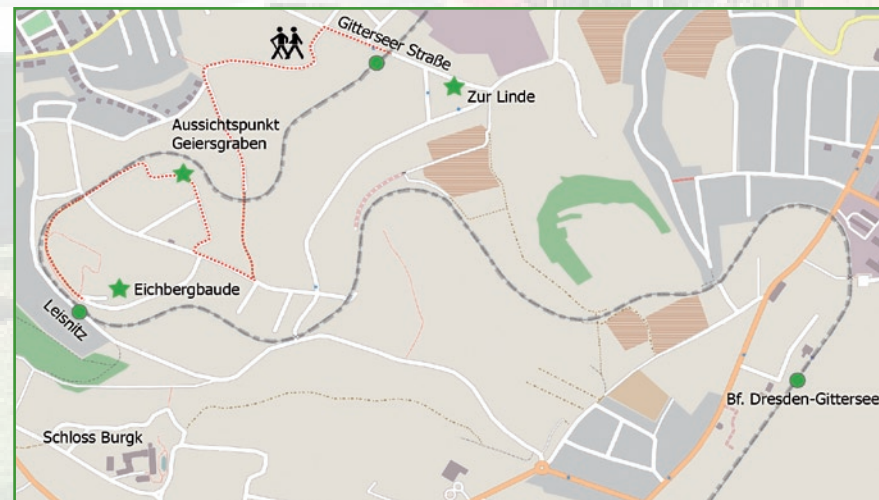 Gitterseer Straße
Zur Linde
Aussichtspunkt
Geiersgraben
Eichbergbaude
Leisnitz
Bf. Dresden-Gittersee
Schloss Burgk